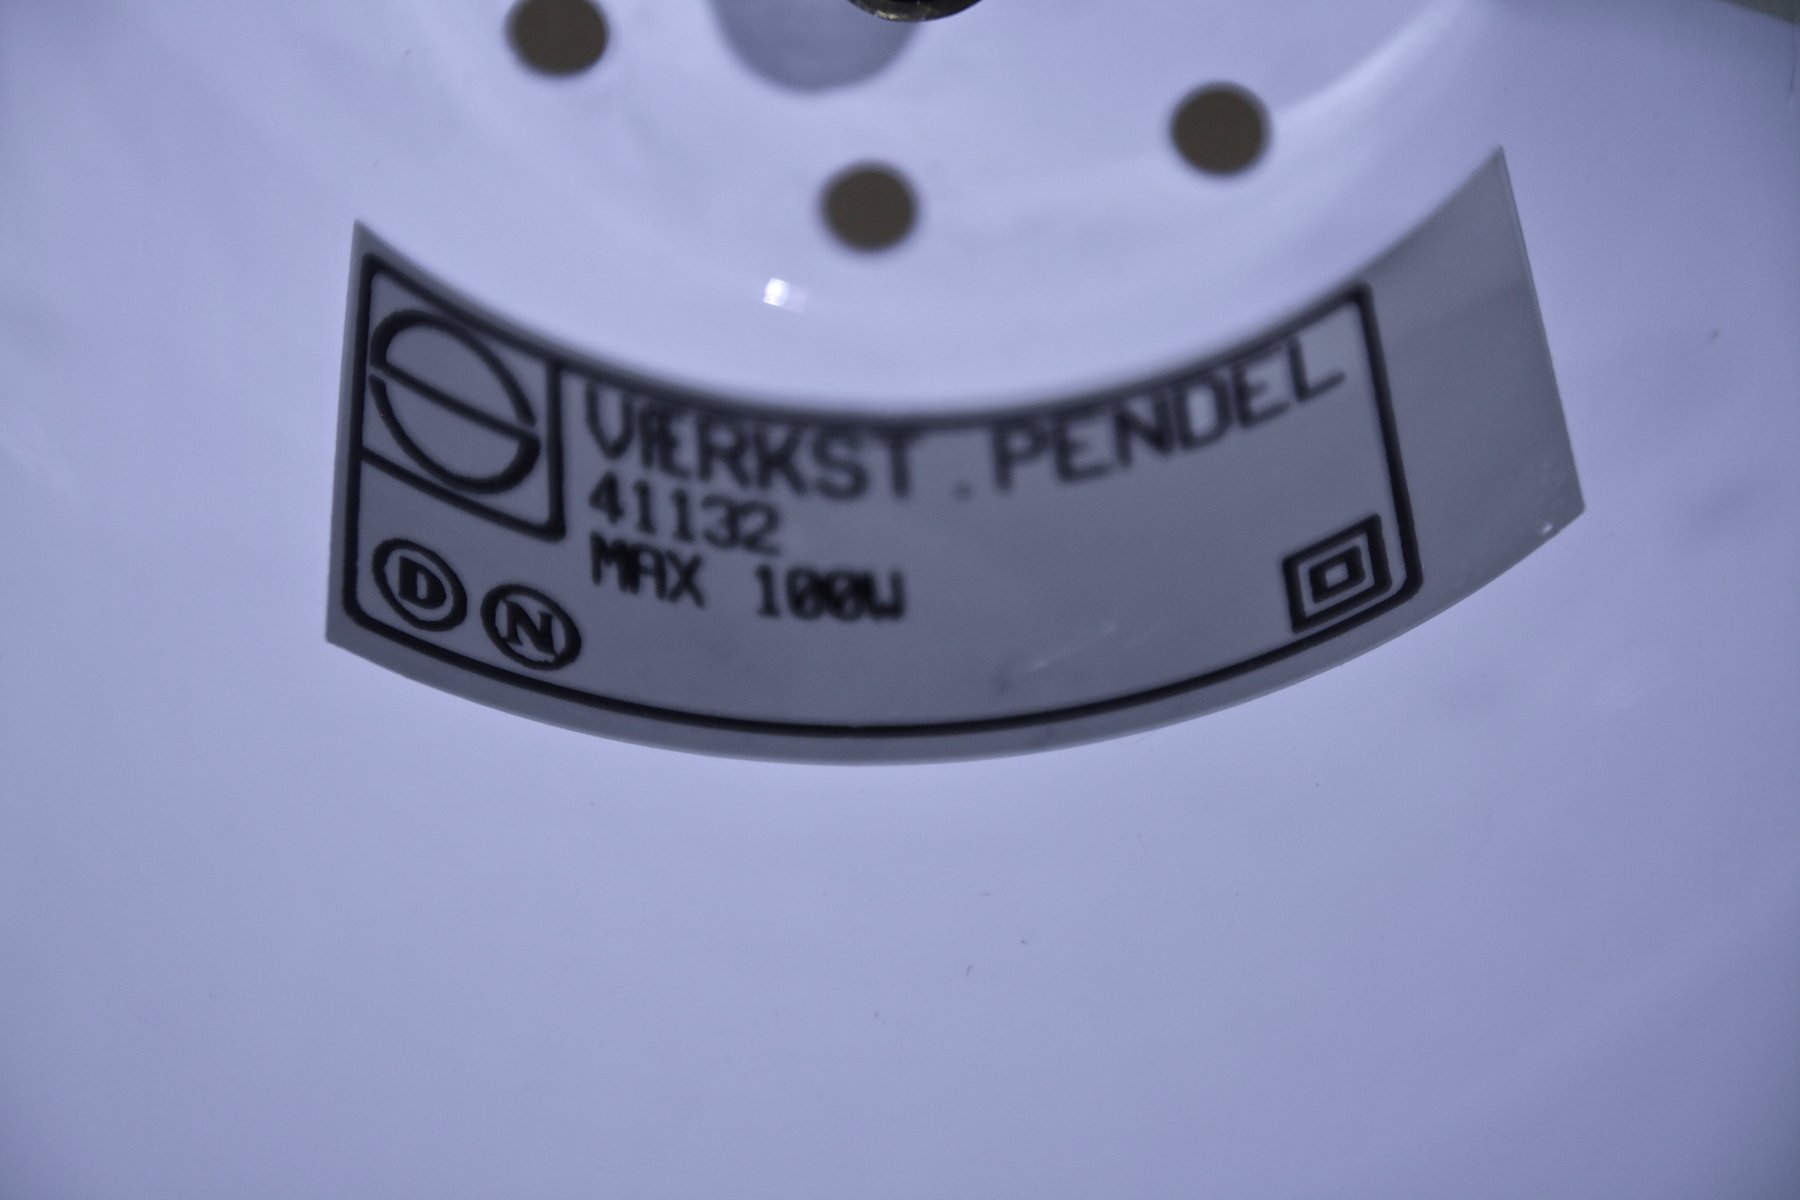 VÆRKST. PENDEL
41132
MAX 100W
D N